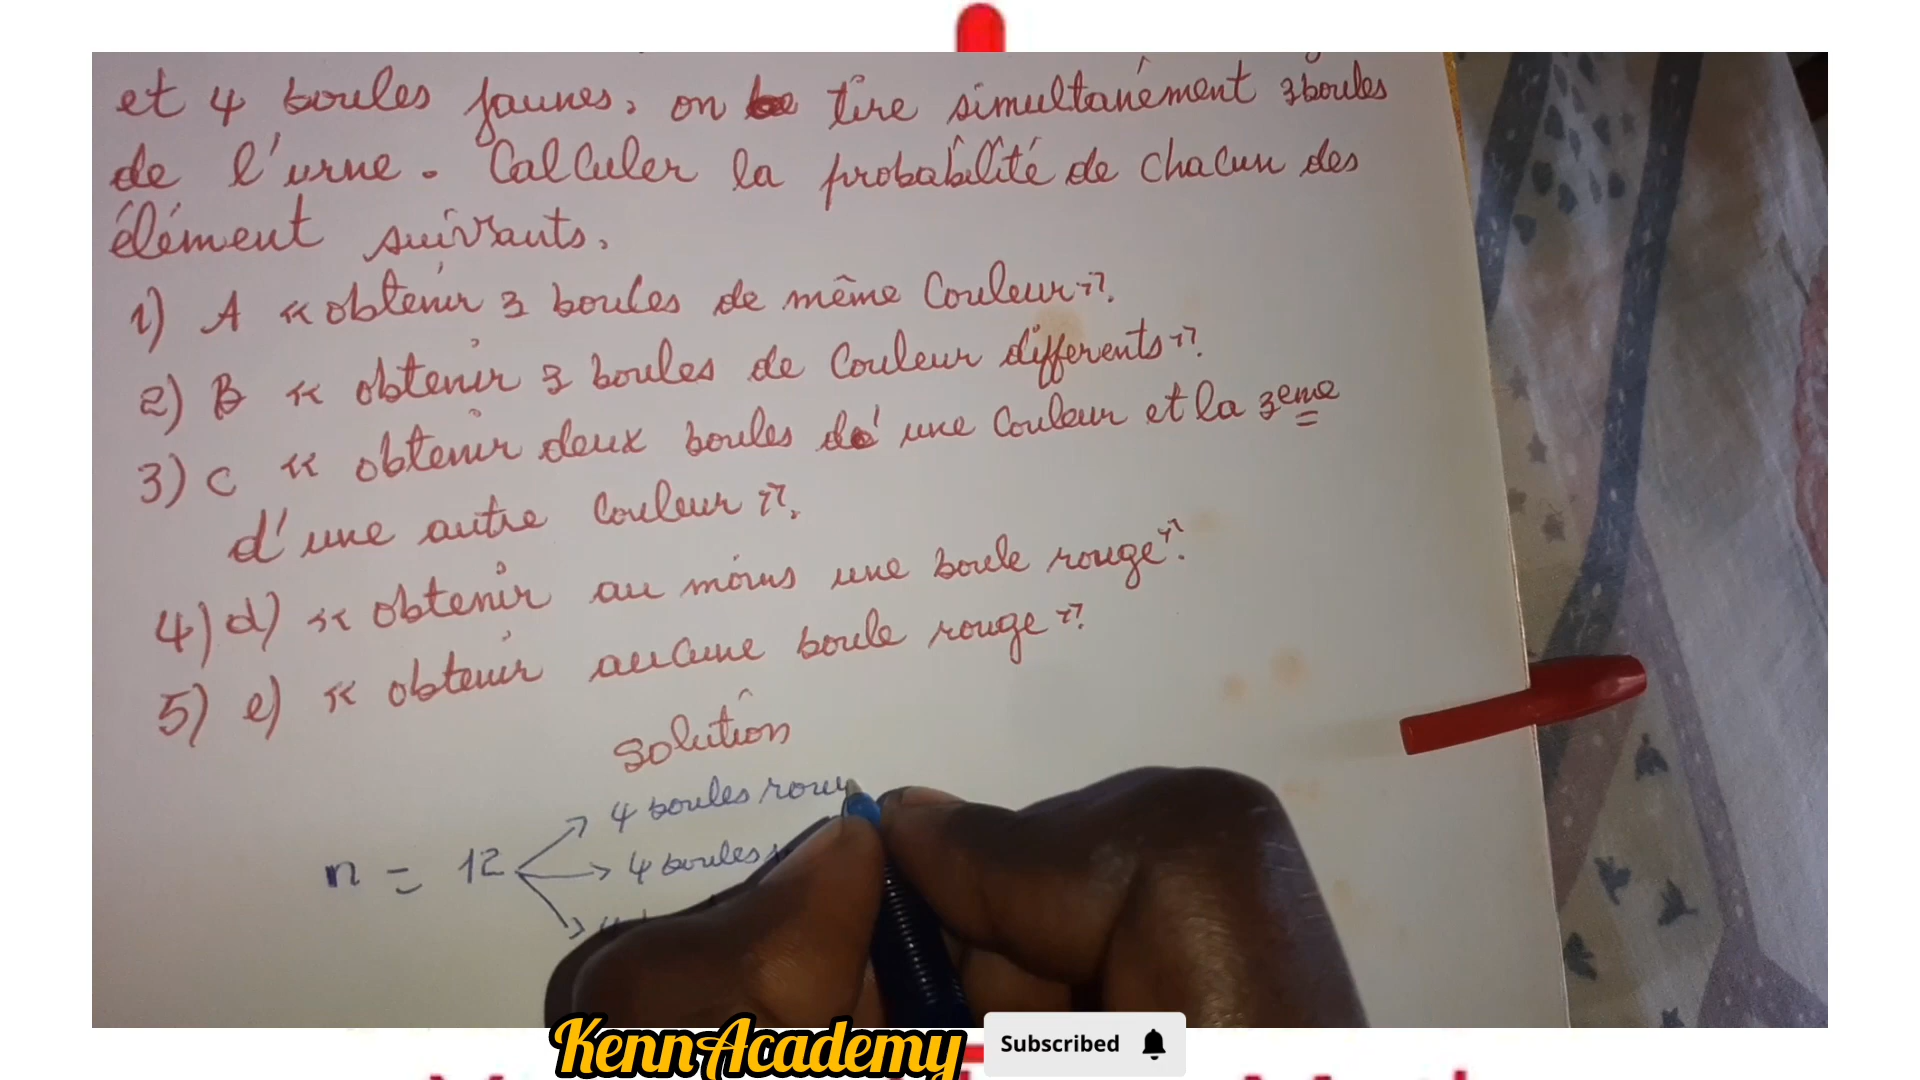 et 4 boules jaunes, on tire simultanément 3 boules
de l'urne. Calculer la probabilité de chacun des
élément suivants.
1) A « obtenir 3 boules de même couleur ».
2) B « obtenir 3 boules de couleur differents ».
3) C « obtenir deux boules d'une couleur et la 3eme
d'une autre couleur ».
4) d) « obtenir au moins une boule rouge ».
5) e) « obtenir aucune boule rouge ».
solution
4 boules roug
n = 12
4 boules
KennAcademy
Subscribed